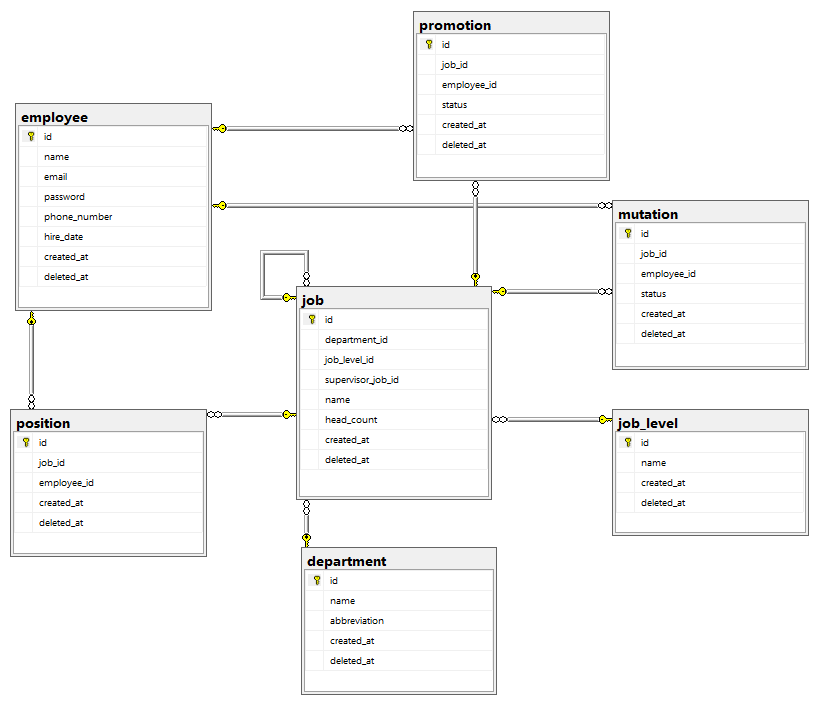 promotion
id
job_id
employee_id
status
created_at
deleted_at
employee
id
name
email
password
phone_number
hire_date
created_at
deleted_at
mutation
id
job_id
employee_id
status
created_at
deleted_at
job
id
department_id
job_level_id
supervisor_job_id
name
head_count
created_at
deleted_at
position
id
job_id
employee_id
created_at
deleted_at
job_level
id
name
created_at
deleted_at
department
id
name
abbreviation
created_at
deleted_at